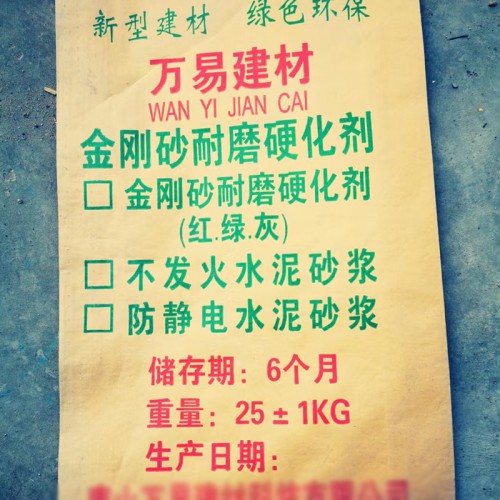 新型建材 绿色环保
万易建材
WAN YI JIAN CAI
金刚砂耐磨硬化剂
□ 金刚砂耐磨硬化剂
(红.绿.灰)
□ 不发火水泥砂浆
□ 防静电水泥砂浆
储存期: 6个月
重量: 25±1KG
生产日期: